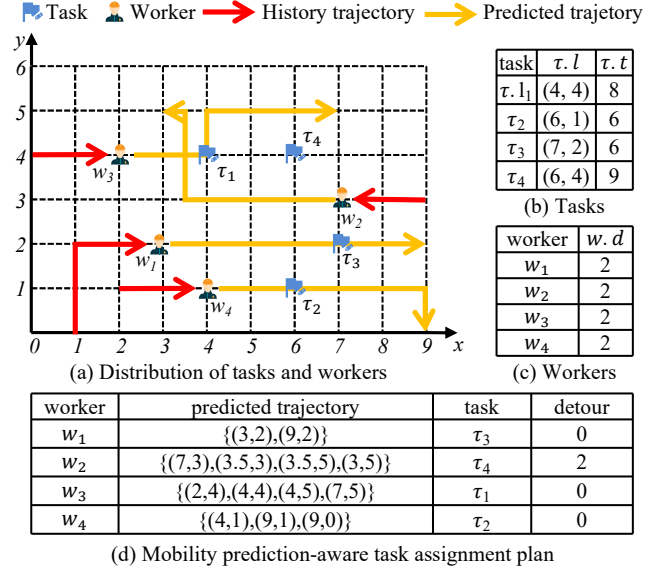 Task Worker History trajectory Predicted trajetory
y
6
5
4
3
2
1
0 1 2 3 4 5 6 7 8 9 x
w₃ τ₁ τ₄
w₂
w₁ τ₃
w₄ τ₂
(a) Distribution of tasks and workers
task τ.l τ.t
τ.l₁ (4, 4) 8
τ₂ (6, 1) 6
τ₃ (7, 2) 6
τ₄ (6, 4) 9
(b) Tasks
worker w.d
w₁ 2
w₂ 2
w₃ 2
w₄ 2
(c) Workers
worker predicted trajectory task detour
w₁ {(3,2),(9,2)} τ₃ 0
w₂ {(7,3),(3.5,3),(3.5,5),(3,5)} τ₄ 2
w₃ {(2,4),(4,4),(4,5),(7,5)} τ₁ 0
w₄ {(4,1),(9,1),(9,0)} τ₂ 0
(d) Mobility prediction-aware task assignment plan